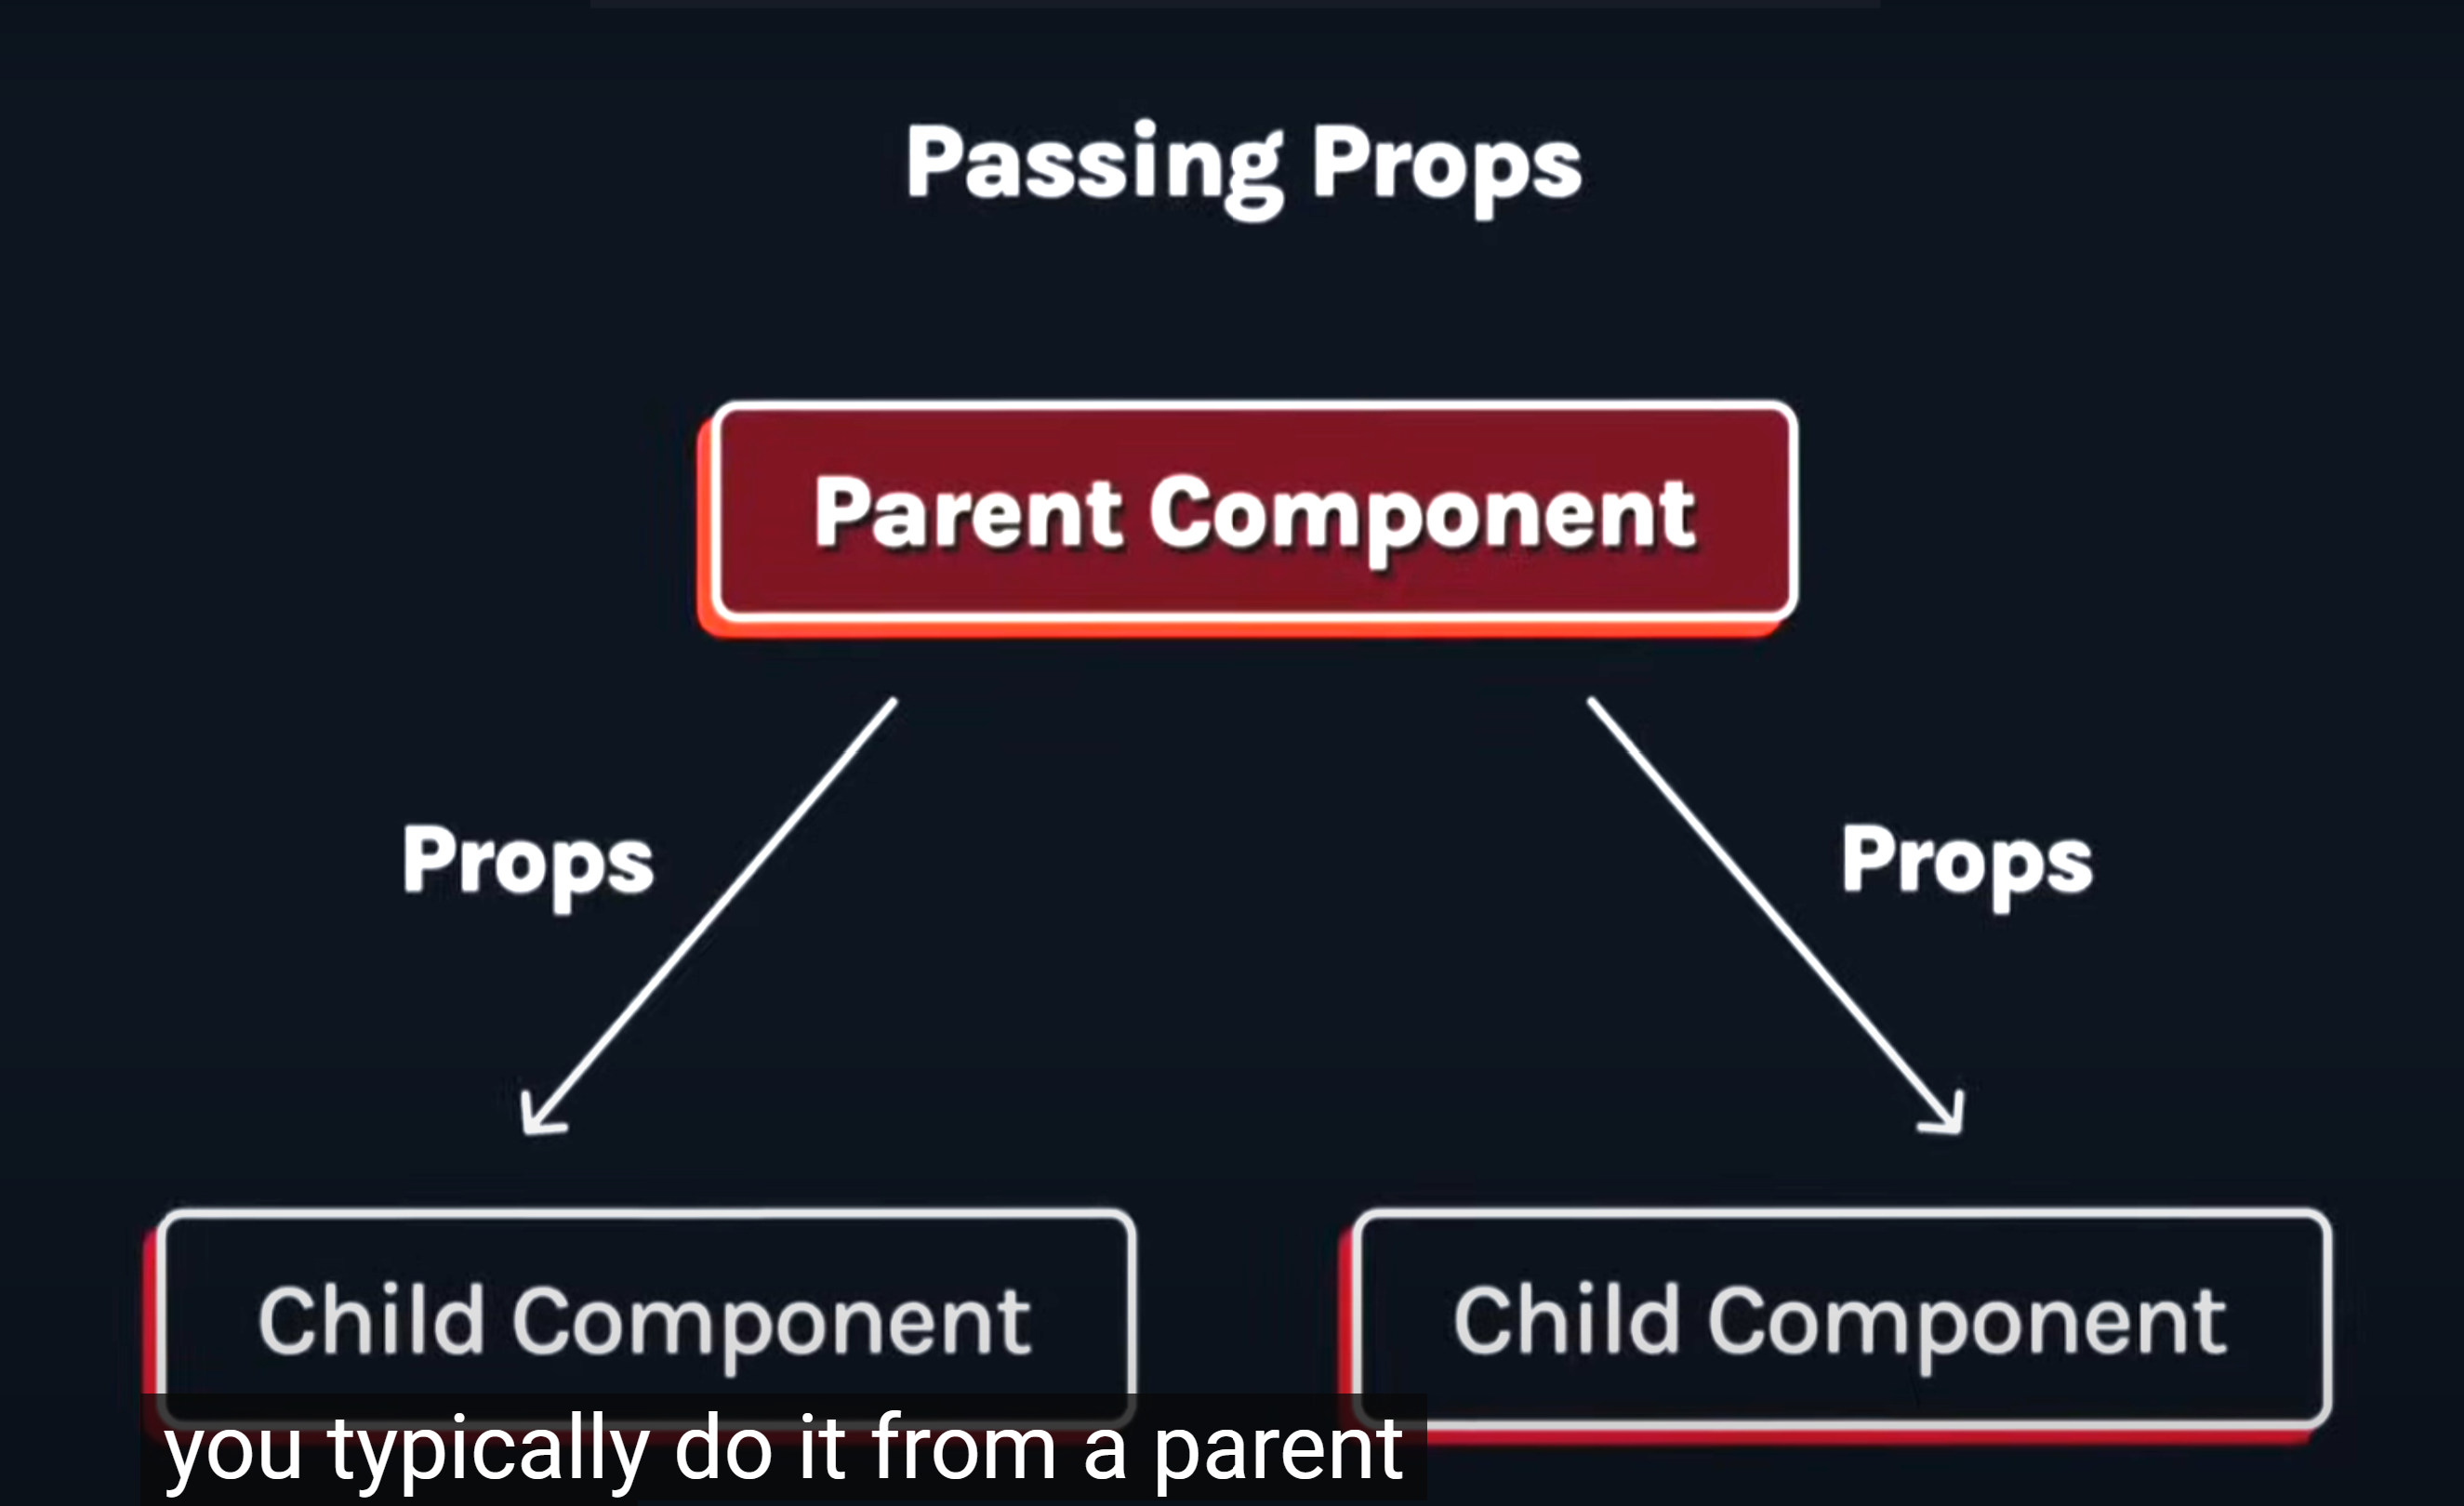 Passing Props
Parent Component
Props Props
Child Component Child Component
you typically do it from a parent